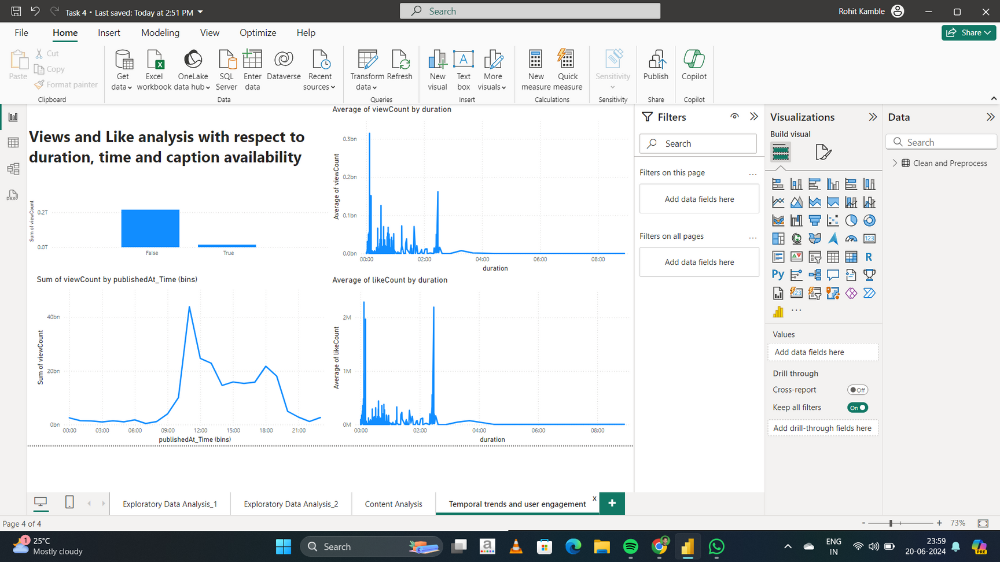 Task 4 • Last saved: Today at 2:51 PM
Search
Rohit Kamble
File
Home
Insert
Modeling
View
Optimize
Help
Share
Paste
Cut
Copy
Format painter
Clipboard
Get data
Excel workbook
OneLake data hub
SQL Server
Enter data
Dataverse
Recent sources
Data
Transform data
Refresh
Queries
New visual
Text box
More visuals
Insert
New measure
Quick measure
Calculations
Sensitivity
Sensitivity
Publish
Share
Copilot
Copilot
Views and Like analysis with respect to
duration, time and caption availability
Sum of viewCount
0.2T
0.0T
False
True
Average of viewCount by duration
Average of viewCount
0.3bn
0.2bn
0.1bn
0.0bn
00:00
02:00
04:00
06:00
08:00
duration
Sum of viewCount by publishedAt_Time (bins)
Sum of viewCount
40bn
20bn
0bn
00:00
03:00
06:00
09:00
12:00
15:00
18:00
21:00
publishedAt_Time (bins)
Average of likeCount by duration
Average of likeCount
2M
1M
0M
00:00
02:00
04:00
06:00
08:00
duration
Filters
Search
Filters on this page
...
Add data fields here
Filters on all pages
...
Add data fields here
Visualizations
Build visual
123
R
Py
123
...
Values
Add data fields here
Drill through
Cross-report
Off
Keep all filters
On
Add drill-through fields here
Data
Search
Clean and Preprocess
DAX
Exploratory Data Analysis_1
Exploratory Data Analysis_2
Content Analysis
Temporal trends and user engagement
x
+
Page 4 of 4
-
+
73%
1
25°C
Mostly cloudy
Search
a
ENG
IN
23:59
20-06-2024
PRE